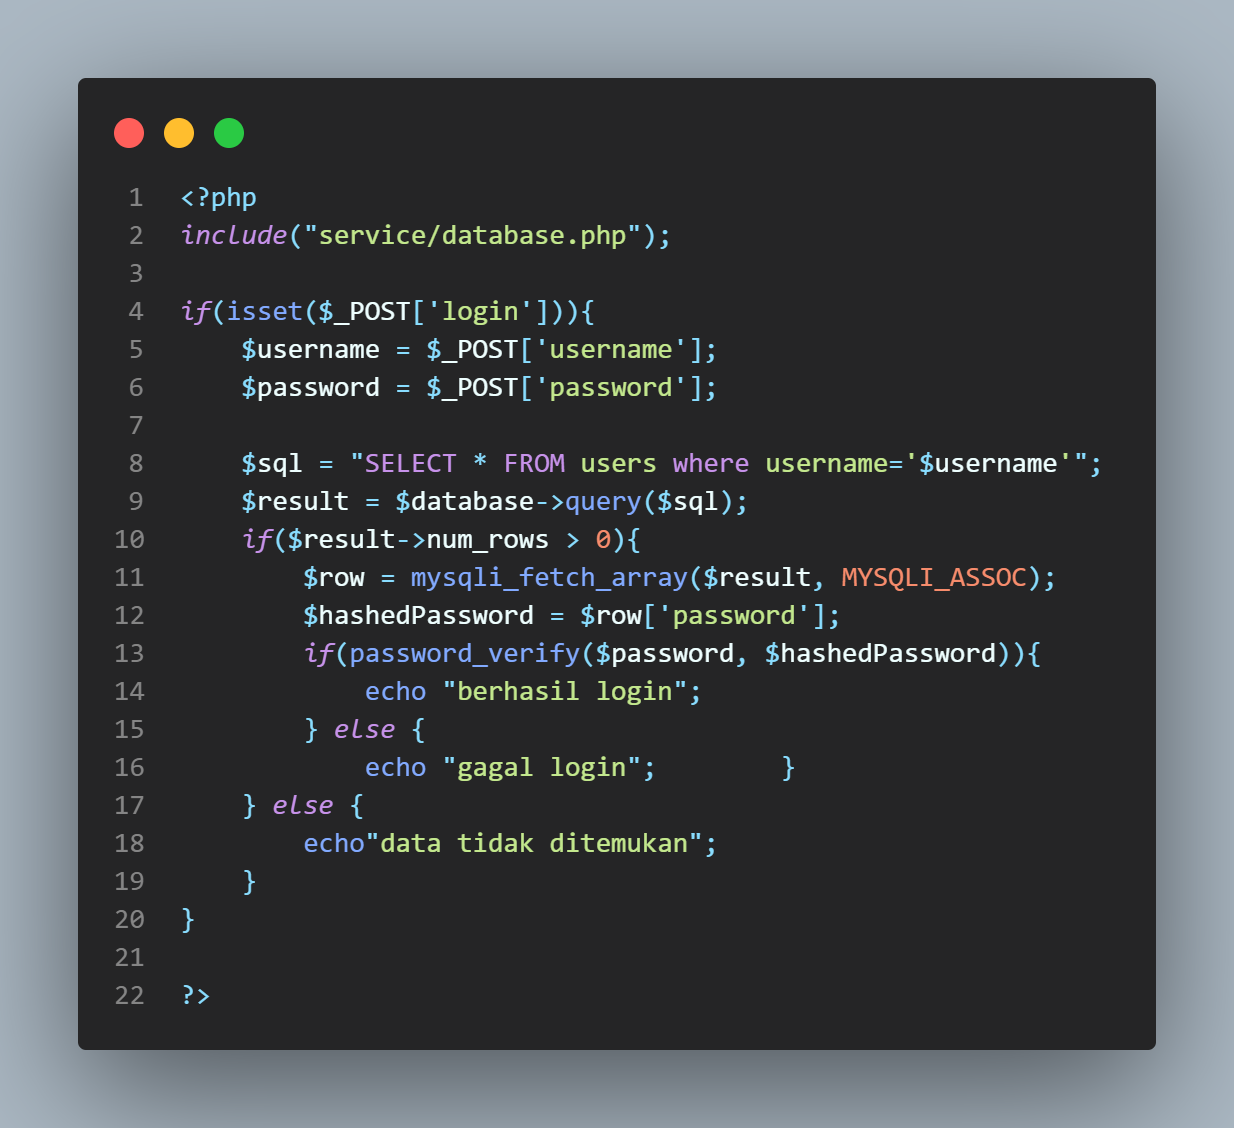 1 <?php
2 include("service/database.php");
3
4 if(isset($_POST['login'])){
5     $username = $_POST['username'];
6     $password = $_POST['password'];
7
8     $sql = "SELECT * FROM users where username='$username'";
9     $result = $database->query($sql);
10     if($result->num_rows > 0){
11         $row = mysqli_fetch_array($result, MYSQLI_ASSOC);
12         $hashedPassword = $row['password'];
13         if(password_verify($password, $hashedPassword)){
14             echo "berhasil login";
15         } else {
16             echo "gagal login";        }
17     } else {
18         echo"data tidak ditemukan";
19     }
20 }
21
22 ?>